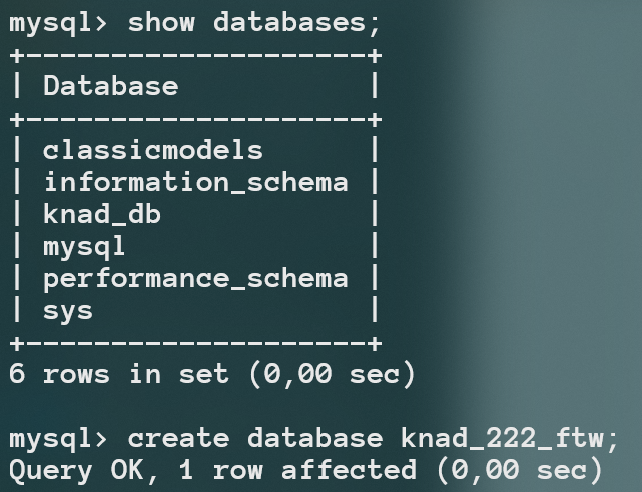 mysql> show databases;
+--------------------+
| Database           |
+--------------------+
| classicmodels      |
| information_schema |
| knad_db            |
| mysql              |
| performance_schema |
| sys                |
+--------------------+
6 rows in set (0,00 sec)

mysql> create database knad_222_ftw;
Query OK, 1 row affected (0,00 sec)